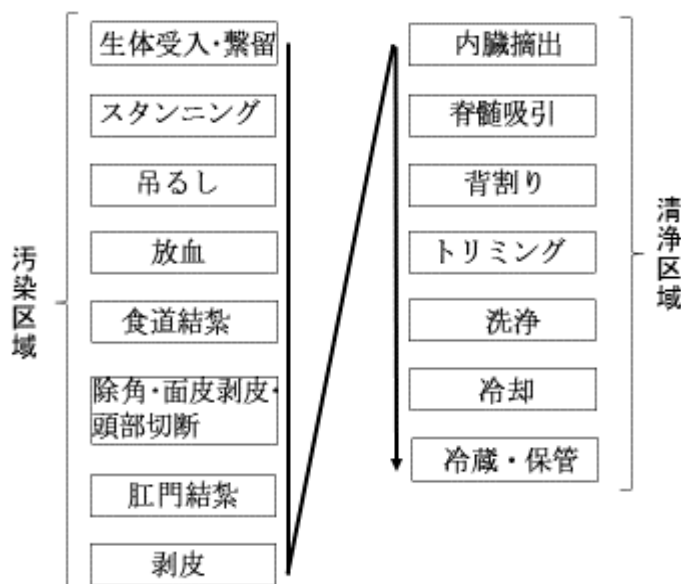 汚染区域
生体受入・繋留
スタンニング
吊るし
放血
食道結紮
除角・面皮剥皮・
頭部切断
肛門結紮
剥皮
内臓摘出
脊髄吸引
背割り
トリミング
洗浄
冷却
冷蔵・保管
清浄区域